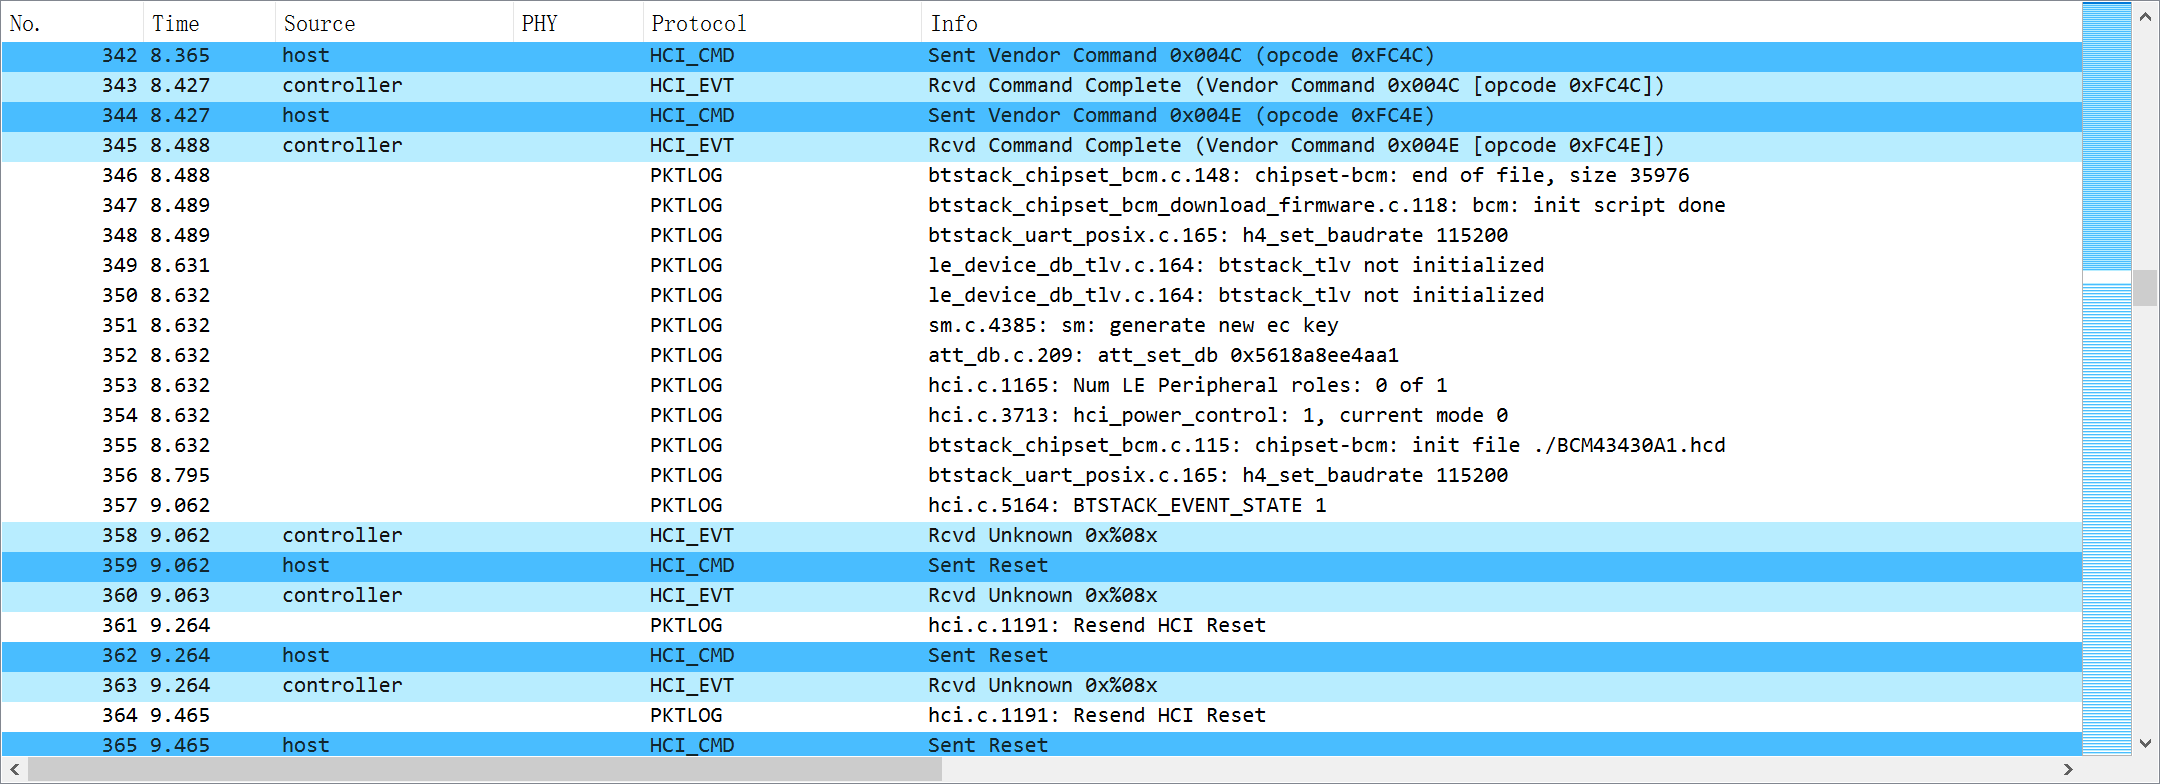 No. Time Source PHY Protocol Info
342 8.365 host HCI_CMD Sent Vendor Command 0x004C (opcode 0xFC4C)
343 8.427 controller HCI_EVT Rcvd Command Complete (Vendor Command 0x004C [opcode 0xFC4C])
344 8.427 host HCI_CMD Sent Vendor Command 0x004E (opcode 0xFC4E)
345 8.488 controller HCI_EVT Rcvd Command Complete (Vendor Command 0x004E [opcode 0xFC4E])
346 8.488 PKTLOG btstack_chipset_bcm.c.148: chipset-bcm: end of file, size 35976
347 8.489 PKTLOG btstack_chipset_bcm_download_firmware.c.118: bcm: init script done
348 8.489 PKTLOG btstack_uart_posix.c.165: h4_set_baudrate 115200
349 8.631 PKTLOG le_device_db_tlv.c.164: btstack_tlv not initialized
350 8.632 PKTLOG le_device_db_tlv.c.164: btstack_tlv not initialized
351 8.632 PKTLOG sm.c.4385: sm: generate new ec key
352 8.632 PKTLOG att_db.c.209: att_set_db 0x5618a8ee4aa1
353 8.632 PKTLOG hci.c.1165: Num LE Peripheral roles: 0 of 1
354 8.632 PKTLOG hci.c.3713: hci_power_control: 1, current mode 0
355 8.632 PKTLOG btstack_chipset_bcm.c.115: chipset-bcm: init file ./BCM43430A1.hcd
356 8.795 PKTLOG btstack_uart_posix.c.165: h4_set_baudrate 115200
357 9.062 PKTLOG hci.c.5164: BTSTACK_EVENT_STATE 1
358 9.062 controller HCI_EVT Rcvd Unknown 0x%08x
359 9.062 host HCI_CMD Sent Reset
360 9.063 controller HCI_EVT Rcvd Unknown 0x%08x
361 9.264 PKTLOG hci.c.1191: Resend HCI Reset
362 9.264 host HCI_CMD Sent Reset
363 9.264 controller HCI_EVT Rcvd Unknown 0x%08x
364 9.465 PKTLOG hci.c.1191: Resend HCI Reset
365 9.465 host HCI_CMD Sent Reset